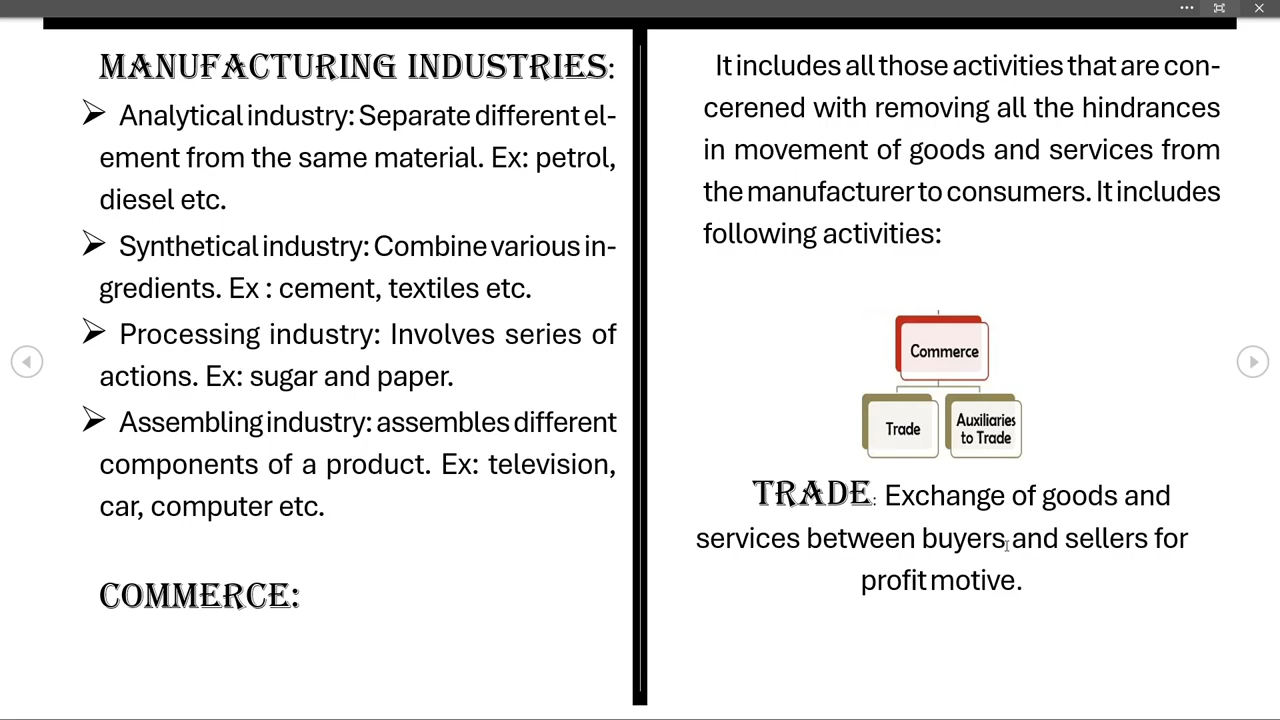 MANUFACTURING INDUSTRIES:
➢ Analytical industry: Separate different el-
ement from the same material. Ex: petrol,
diesel etc.
➢ Synthetical industry: Combine various in-
gredients. Ex : cement, textiles etc.
➢ Processing industry: Involves series of
actions. Ex: sugar and paper.
➢ Assembling industry: assembles different
components of a product. Ex: television,
car, computer etc.
COMMERCE:
It includes all those activities that are con-
cerened with removing all the hindrances
in movement of goods and services from
the manufacturer to consumers. It includes
following activities:
Commerce
Trade
Auxiliaries
to Trade
TRADE: Exchange of goods and
services between buyers and sellers for
profit motive.